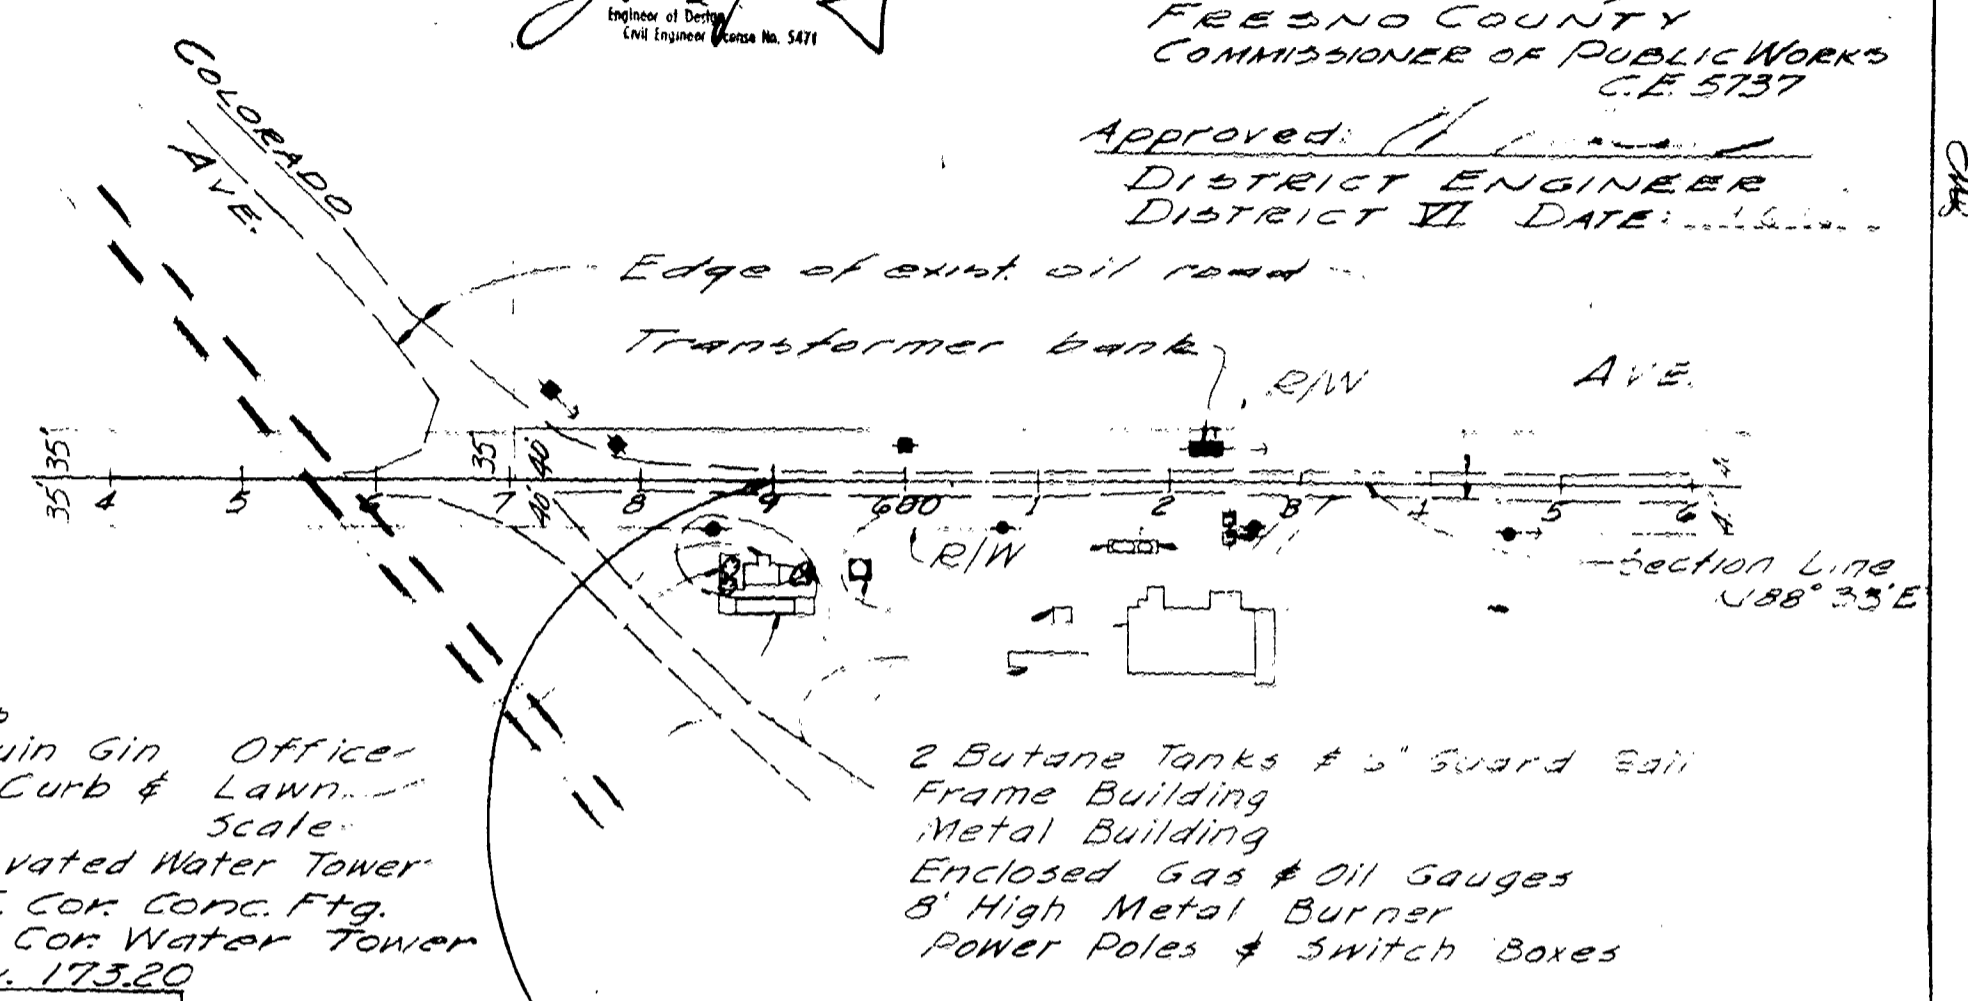 Engineer of Design
Civil Engineer License No. 5471
FRESNO COUNTY
COMMISSIONER OF PUBLIC WORKS
C.E. 5737
Approved:
DISTRICT ENGINEER
DISTRICT VI DATE:
COLORADO
AVE.
Edge of exist. oil road
Transformer bank
R/W
AVE.
35' 35'
35'
40' 40'
4 5 6 7 8 9 600 1 2 3 4 5 6
R/W
Section Line
N88°33'E
Gin Office
Curb & Lawn
Scale
vated Water Tower
Cor. Conc. Ftg.
Cor. Water Tower
173.20
2 Butane Tanks & Guard Rail
Frame Building
Metal Building
Enclosed Gas & Oil Gauges
8' High Metal Burner
Power Poles & Switch Boxes